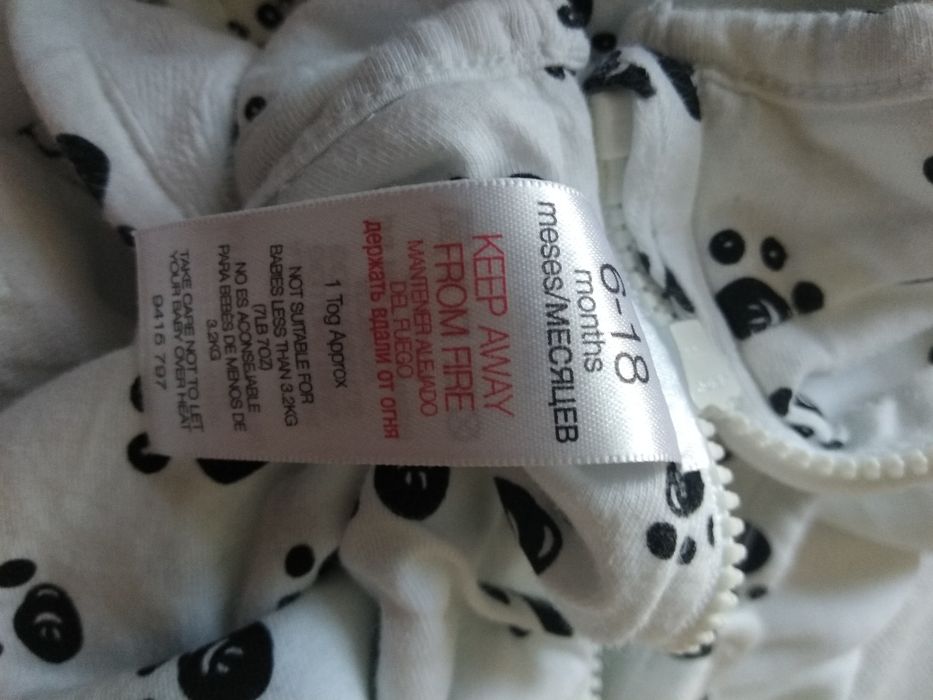 6-18
months
meses/МЕСЯЦЕВ
KEEP AWAY
FROM FIRE
MANTENER ALEJADO
DEL FUEGO
держать вдали от огня
1 Tog Approx
NOT SUITABLE FOR
BABIES LESS THAN 3.2KG
(7LB 7OZ)
NO ES ACONSEJABLE
PARA BEBES DE MENOS DE
3.2KG
TAKE CARE NOT TO LET
YOUR BABY OVER HEAT
9415 797